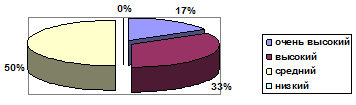 0%
17%
33%
50%
очень высокий
высокий
средний
низкий